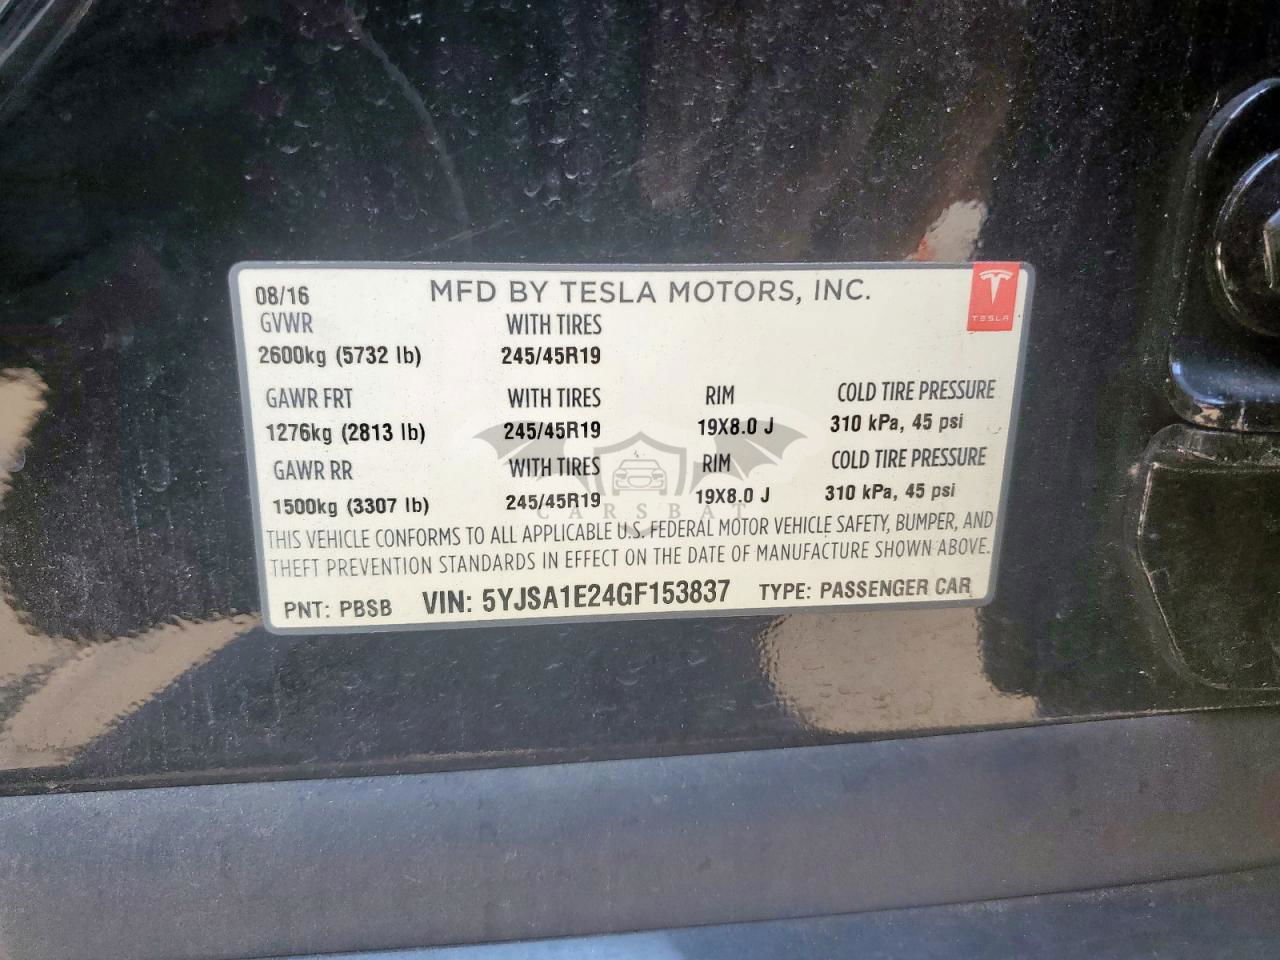 08/16 MFD BY TESLA MOTORS, INC.
TESLA
GVWR WITH TIRES
2600kg (5732 lb) 245/45R19
GAWR FRT WITH TIRES RIM COLD TIRE PRESSURE
1276kg (2813 lb) 245/45R19 19X8.0 J 310 kPa, 45 psi
GAWR RR WITH TIRES RIM COLD TIRE PRESSURE
1500kg (3307 lb) 245/45R19 19X8.0 J 310 kPa, 45 psi
CARSBAT
THIS VEHICLE CONFORMS TO ALL APPLICABLE U.S. FEDERAL MOTOR VEHICLE SAFETY, BUMPER, AND
THEFT PREVENTION STANDARDS IN EFFECT ON THE DATE OF MANUFACTURE SHOWN ABOVE.
PNT: PBSB VIN: 5YJSA1E24GF153837 TYPE: PASSENGER CAR